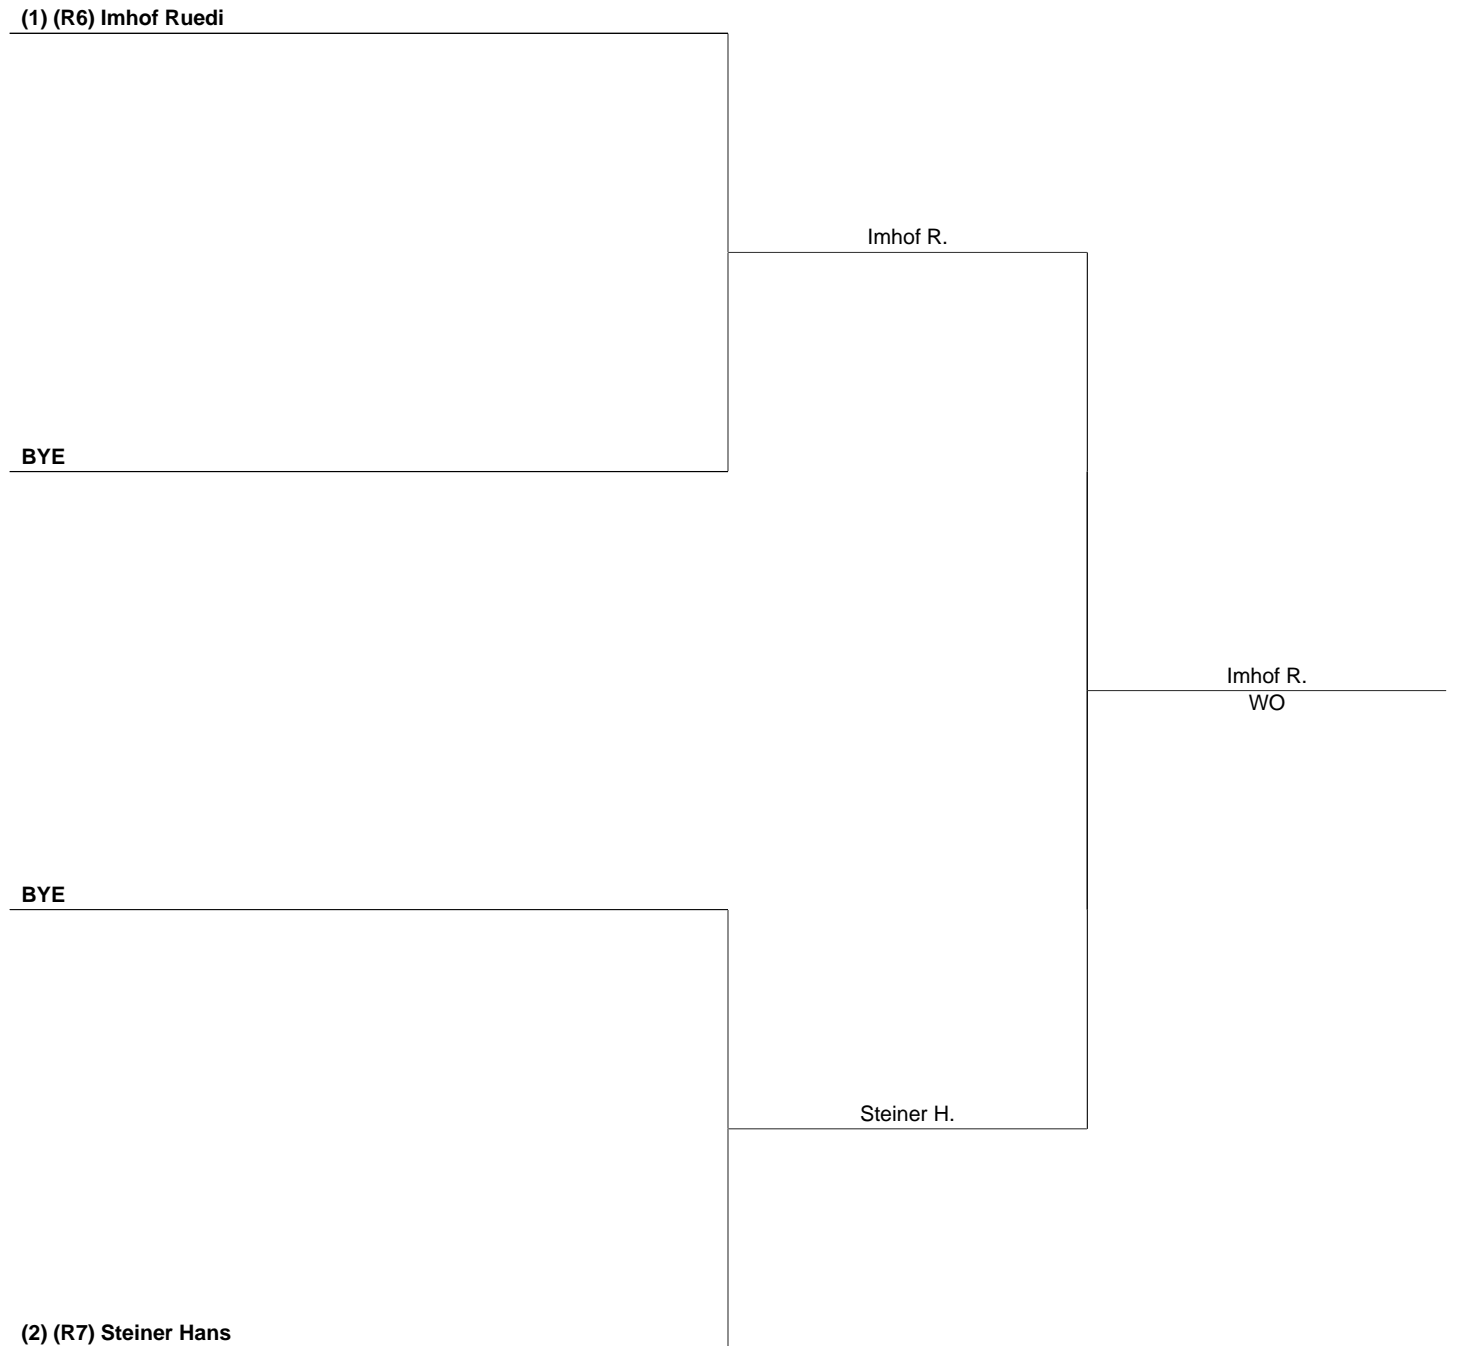 (1) (R6) Imhof Ruedi
Imhof R.
BYE
Imhof R.
WO
BYE
Steiner H.
(2) (R7) Steiner Hans